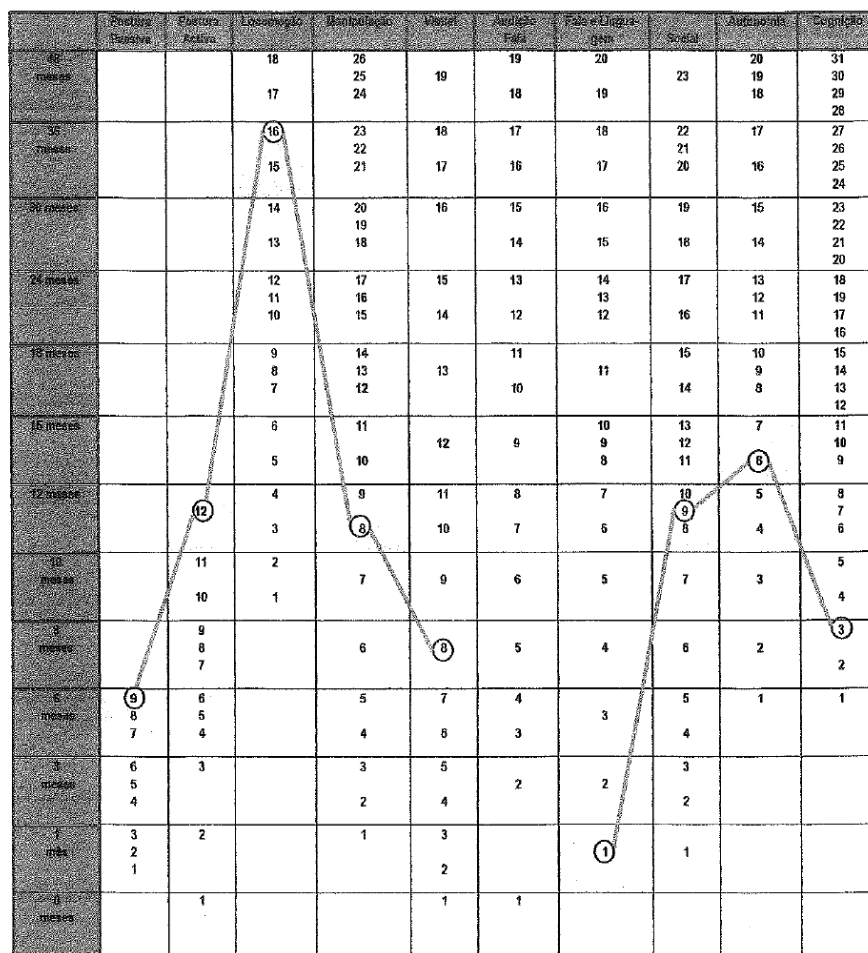 Postura Passiva Postura Activa Locomoção Manipulação Visual Audição Fala Fala e Lingua-gem Social Autonomia Cognição
48 meses
18 26 19 20 20 31
25 19 23 19 30
17 24 18 19 18 29
28
36 meses
16 23 18 17 18 22 17 27
22 21 26
15 21 17 16 17 20 16 25
24
30 meses
14 20 16 15 16 19 15 23
19 22
13 18 14 15 18 14 21
20
24 meses
12 17 15 13 14 17 13 18
11 16 13 12 19
10 15 14 12 12 16 11 17
16
18 meses
9 14 11 15 10 15
8 13 13 11 9 14
7 12 10 14 8 13
12
15 meses
6 11 10 13 7 11
12 9 9 12 10
5 10 8 11 6 9
12 meses
4 9 11 8 7 10 5 8
12 9 7
3 8 10 7 6 8 4 6
10 meses
11 2 5
7 9 6 5 7 3
10 1 4
9 3
meses
8 6 8 5 4 6 2
7 2
6 meses
9 6 5 7 4 5 1 1
8 5 3
7 4 4 6 3 4
3 meses
6 3 3 5 3
5 2 2
4 2 4 2
1 mês
3 2 1 3
2 1 1
1 2
0 meses
1 1 1